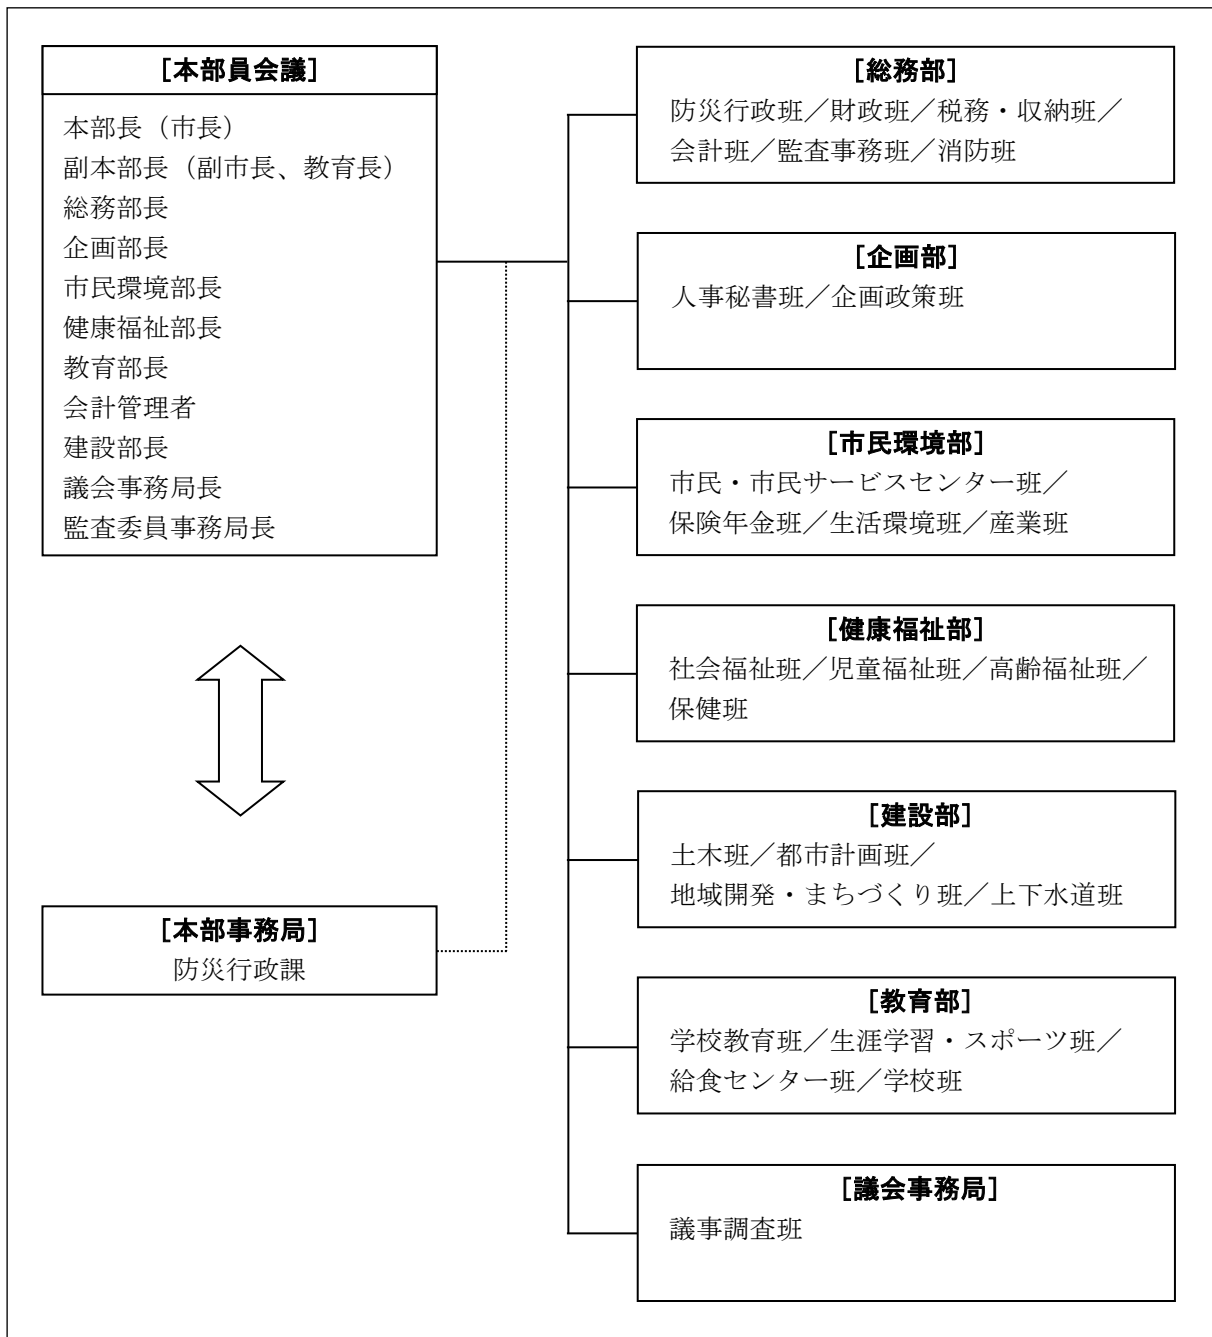 ［本部員会議］
本部長（市長）
副本部長（副市長、教育長）
総務部長
企画部長
市民環境部長
健康福祉部長
教育部長
会計管理者
建設部長
議会事務局長
監査委員事務局長
［本部事務局］
防災行政課
［総務部］
防災行政班／財政班／税務・収納班／
会計班／監査事務班／消防班
［企画部］
人事秘書班／企画政策班
［市民環境部］
市民・市民サービスセンター班／
保険年金班／生活環境班／産業班
［健康福祉部］
社会福祉班／児童福祉班／高齢福祉班／
保健班
［建設部］
土木班／都市計画班／
地域開発・まちづくり班／上下水道班
［教育部］
学校教育班／生涯学習・スポーツ班／
給食センター班／学校班
［議会事務局］
議事調査班